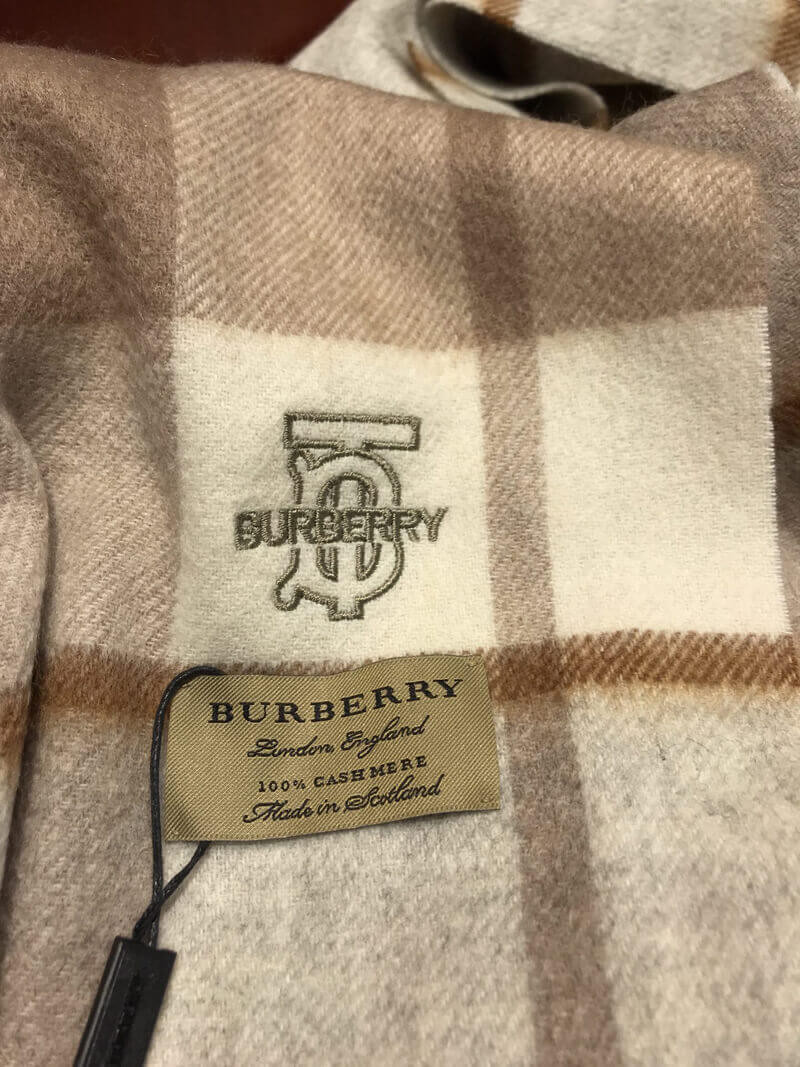 BURBERRY
BURBERRY
London, England
100% CASHMERE
Made in Scotland